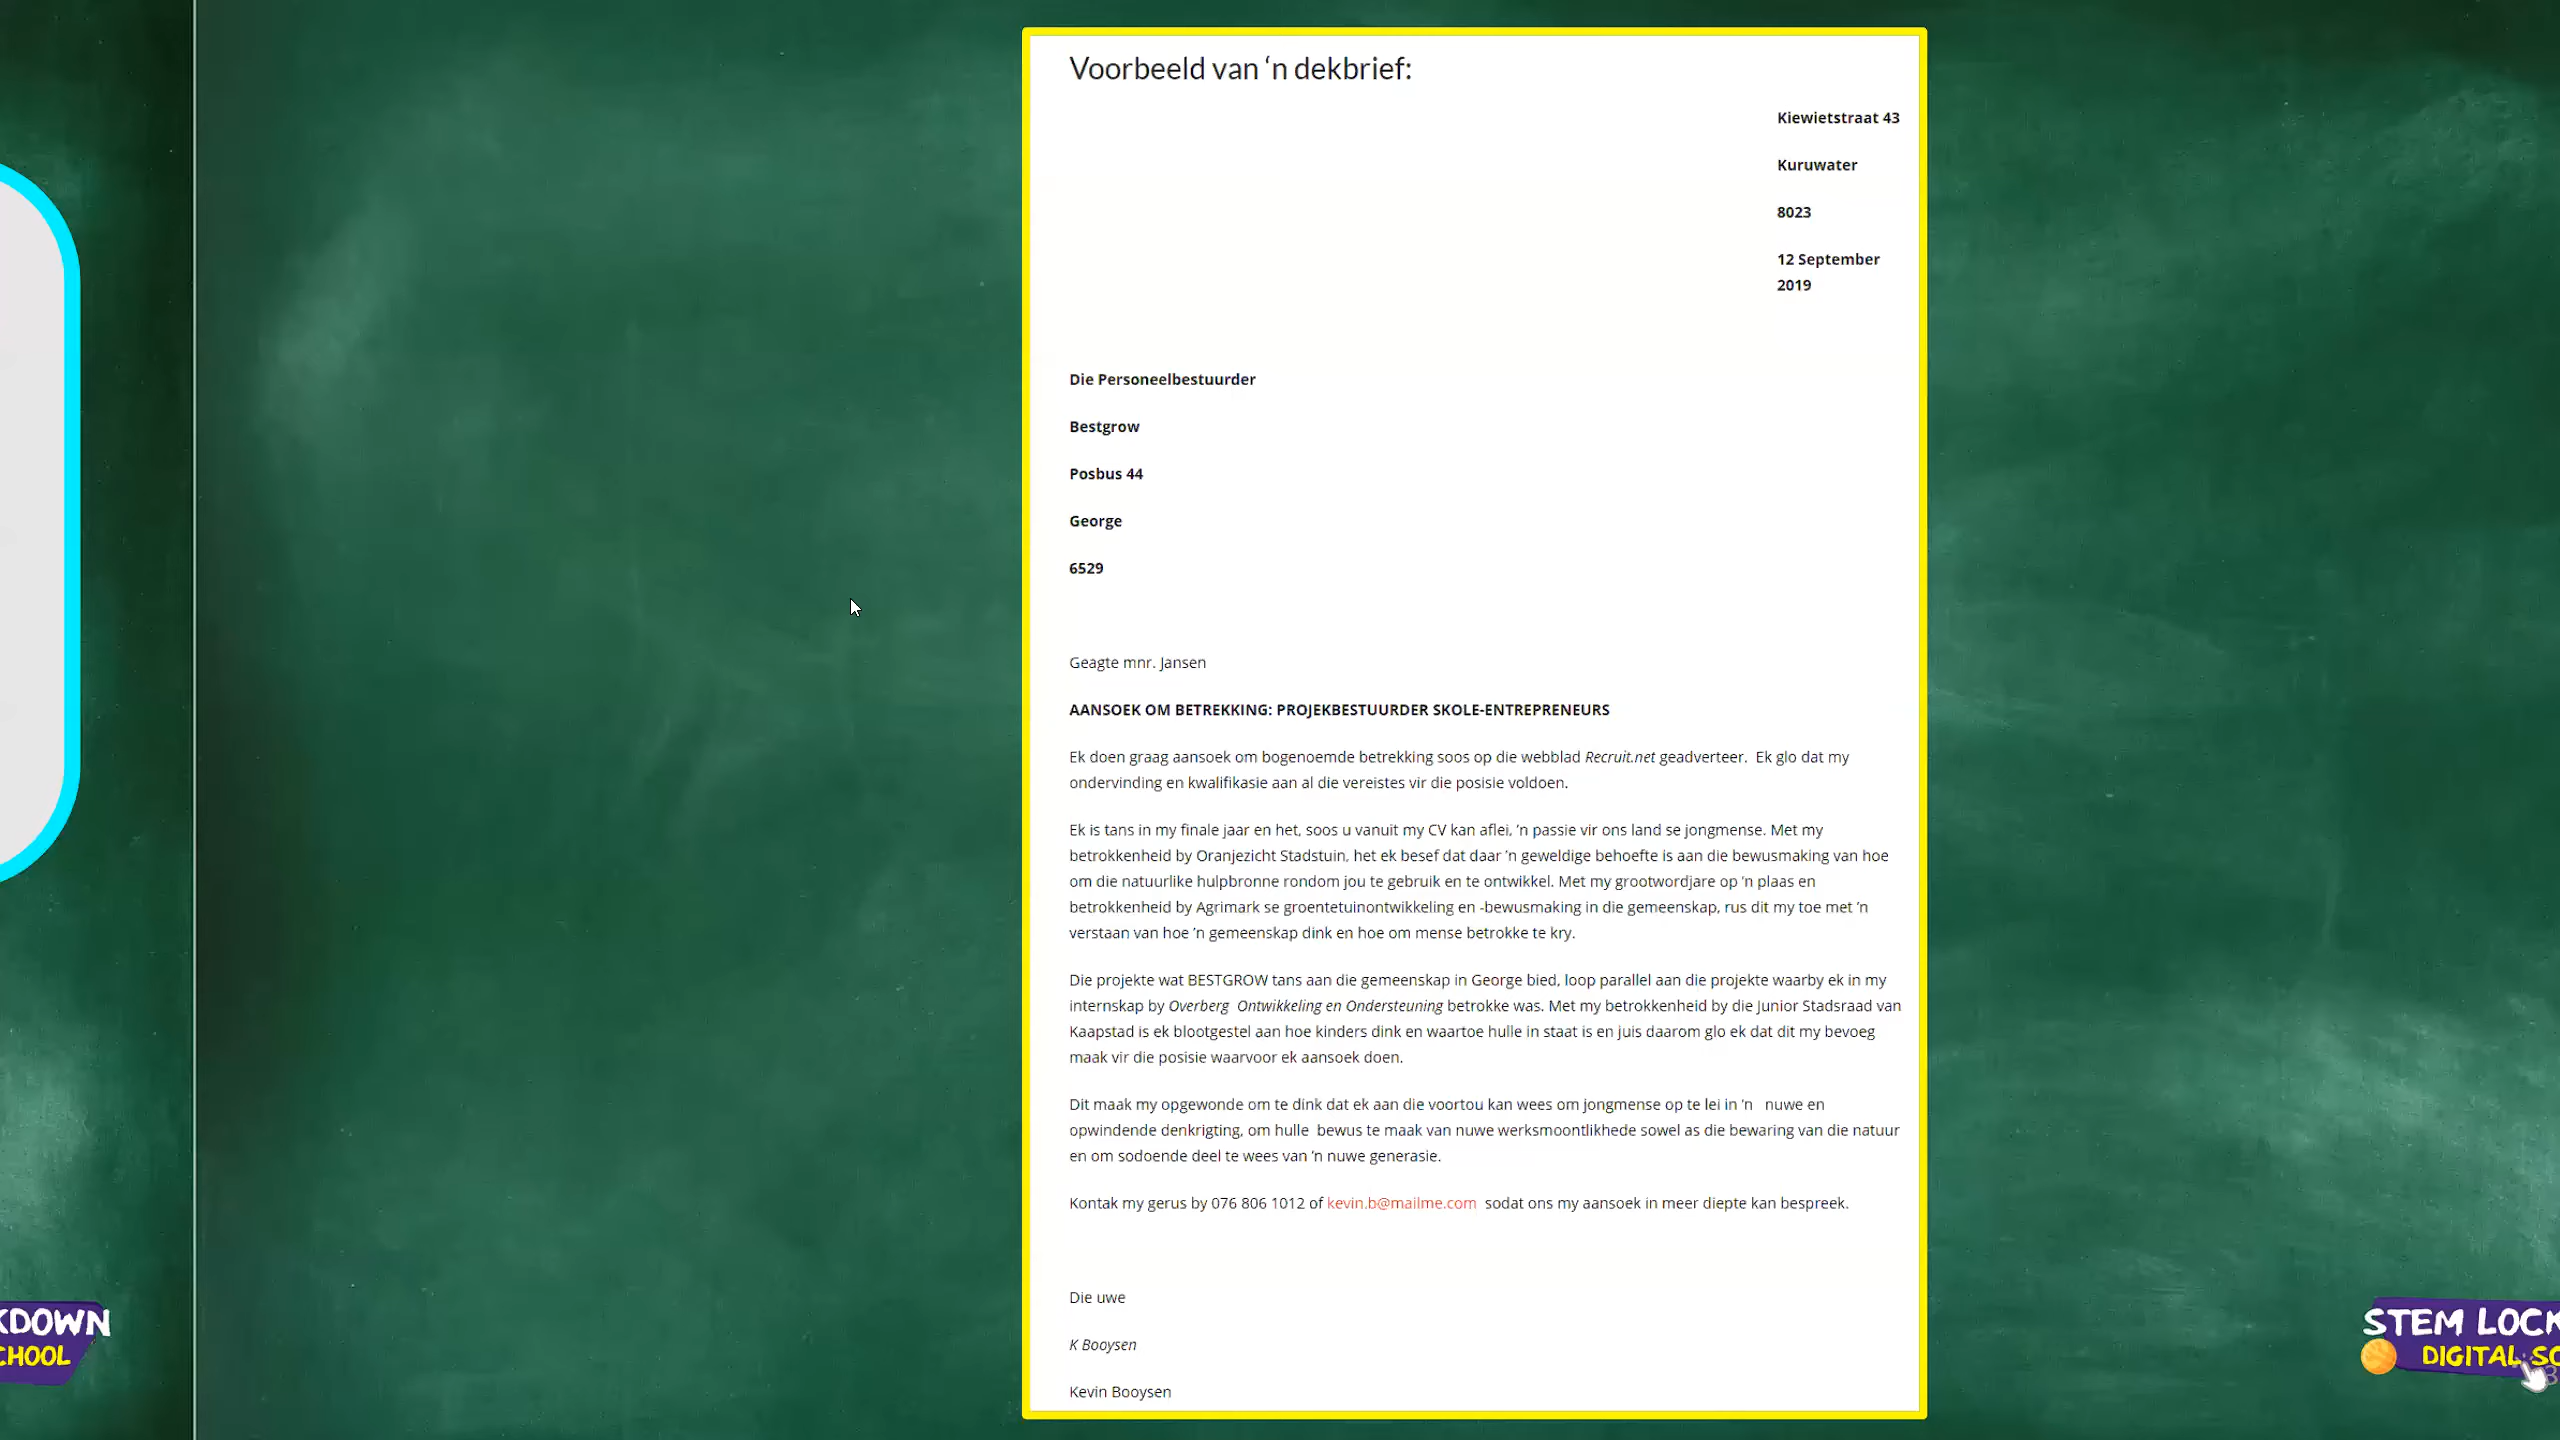 Voorbeeld van ‘n dekbrief:
Kiewietstraat 43
Kuruwater
8023
12 September
2019
Die Personeelbestuurder
Bestgrow
Posbus 44
George
6529
Geagte mnr. Jansen
AANSOEK OM BETREKKING: PROJEKBESTUURDER SKOLE-ENTREPRENEURS
Ek doen graag aansoek om bogenoemde betrekking soos op die webblad Recruit.net geadverteer.  Ek glo dat my
ondervinding en kwalifikasie aan al die vereistes vir die posisie voldoen.
Ek is tans in my finale jaar en het, soos u vanuit my CV kan aflei, ’n passie vir ons land se jongmense. Met my
betrokkenheid by Oranjezicht Stadstuin, het ek besef dat daar ’n geweldige behoefte is aan die bewusmaking van hoe
om die natuurlike hulpbronne rondom jou te gebruik en te ontwikkel. Met my grootwordjare op ’n plaas en
betrokkenheid by Agrimark se groentetuinontwikkeling en -bewusmaking in die gemeenskap, rus dit my toe met ’n
verstaan van hoe ’n gemeenskap dink en hoe om mense betrokke te kry.
Die projekte wat BESTGROW tans aan die gemeenskap in George bied, loop parallel aan die projekte waarby ek in my
internskap by Overberg  Ontwikkeling en Ondersteuning betrokke was. Met my betrokkenheid by die Junior Stadsraad van
Kaapstad is ek blootgestel aan hoe kinders dink en waartoe hulle in staat is en juis daarom glo ek dat dit my bevoeg
maak vir die posisie waarvoor ek aansoek doen.
Dit maak my opgewonde om te dink dat ek aan die voortou kan wees om jongmense op te lei in ’n   nuwe en
opwindende denkrigting, om hulle  bewus te maak van nuwe werksmoontlikhede sowel as die bewaring van die natuur
en om sodoende deel te wees van ’n nuwe generasie.
Kontak my gerus by 076 806 1012 of kevin.b@mailme.com  sodat ons my aansoek in meer diepte kan bespreek.
Die uwe
K Booysen
Kevin Booysen
KDOWN
CHOOL
STEM LOCK
DIGITAL SC